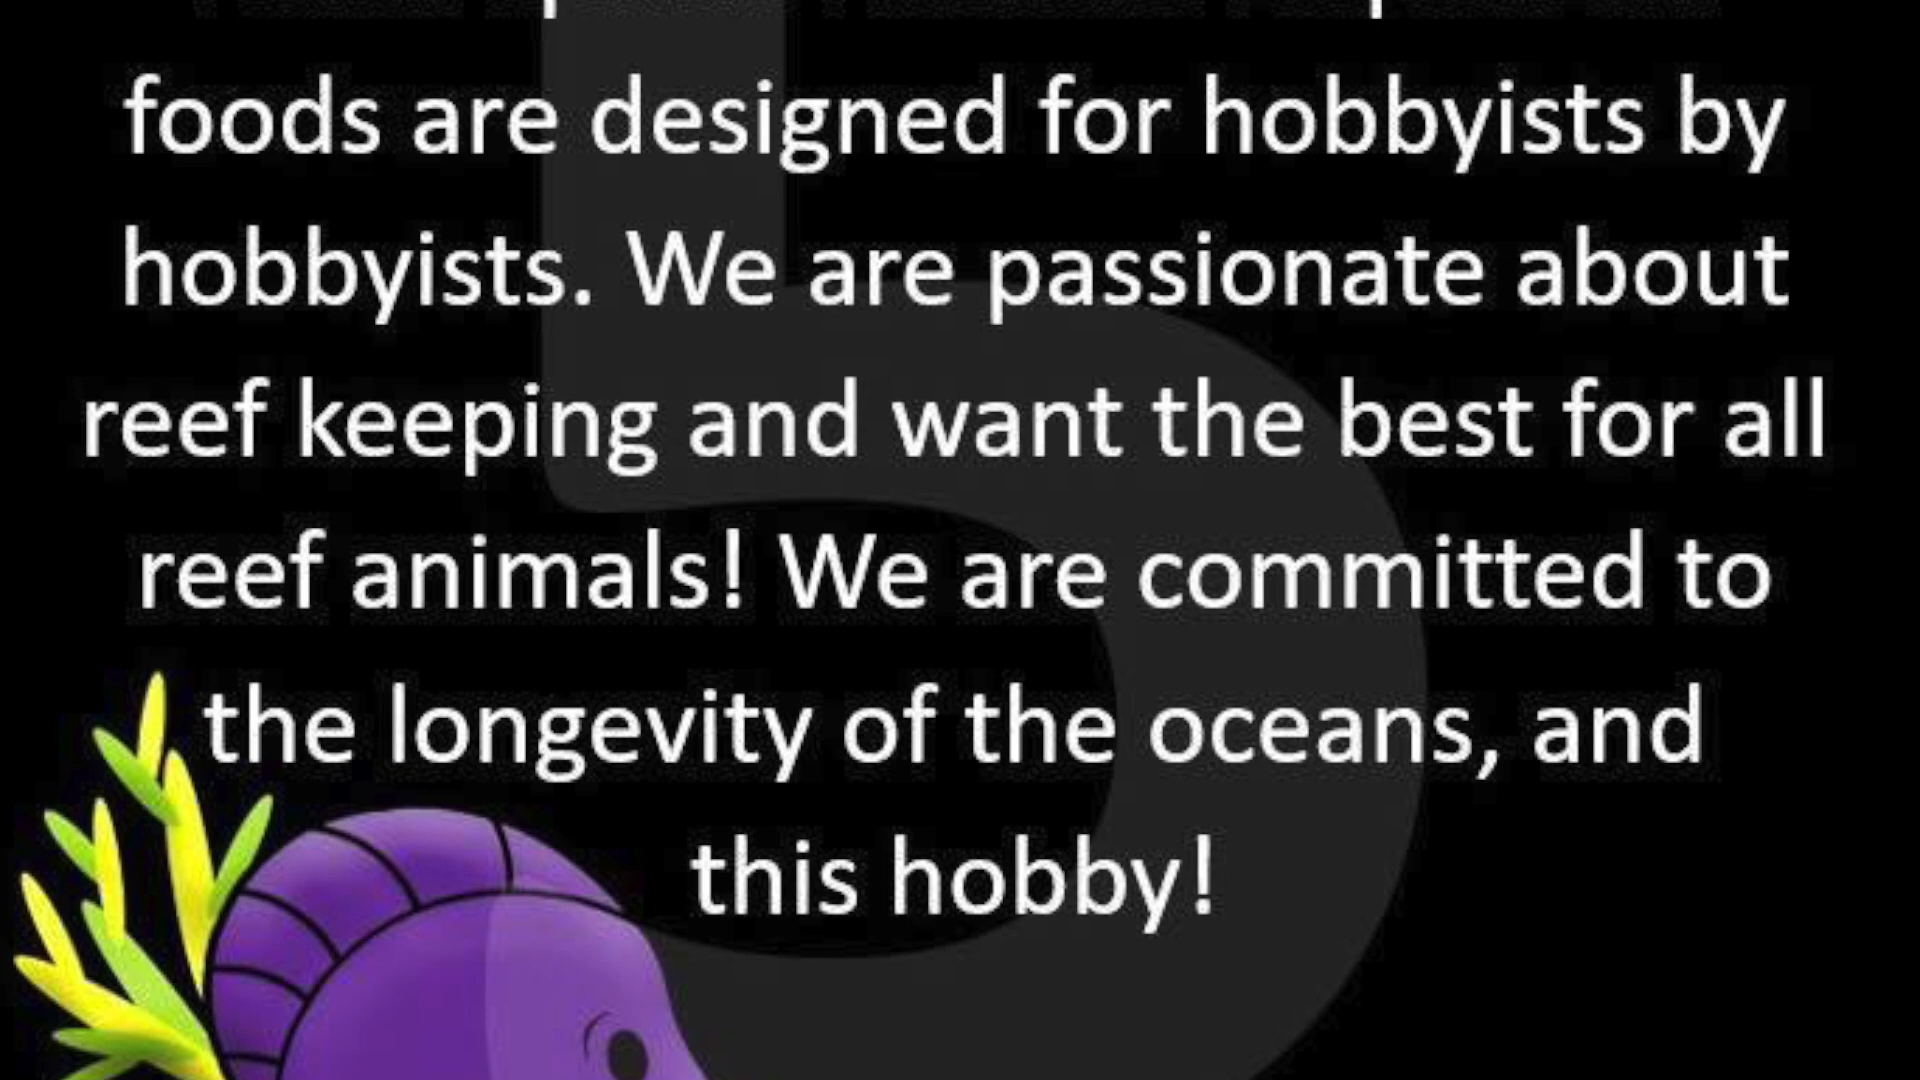 foods are designed for hobbyists by
hobbyists. We are passionate about
reef keeping and want the best for all
reef animals! We are committed to
the longevity of the oceans, and
this hobby!
5